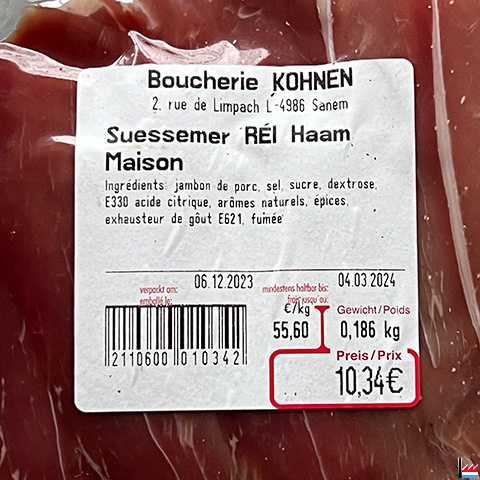 Boucherie KOHNEN
2, rue de Limpach L-4986 Sanem
Suessemer RÉI Haam
Maison
Ingrédients: jambon de porc, sel, sucre, dextrose,
E330 acide citrique, arômes naturels, épices,
exhausteur de goût E621, fumée
verpackt am: 06.12.2023 mindestens haltbar bis: 04.03.2024
emballé le: frais jusqu'au:
€/kg Gewicht/Poids
55,60 0,186 kg
Preis/Prix
10,34€
2110600 010342